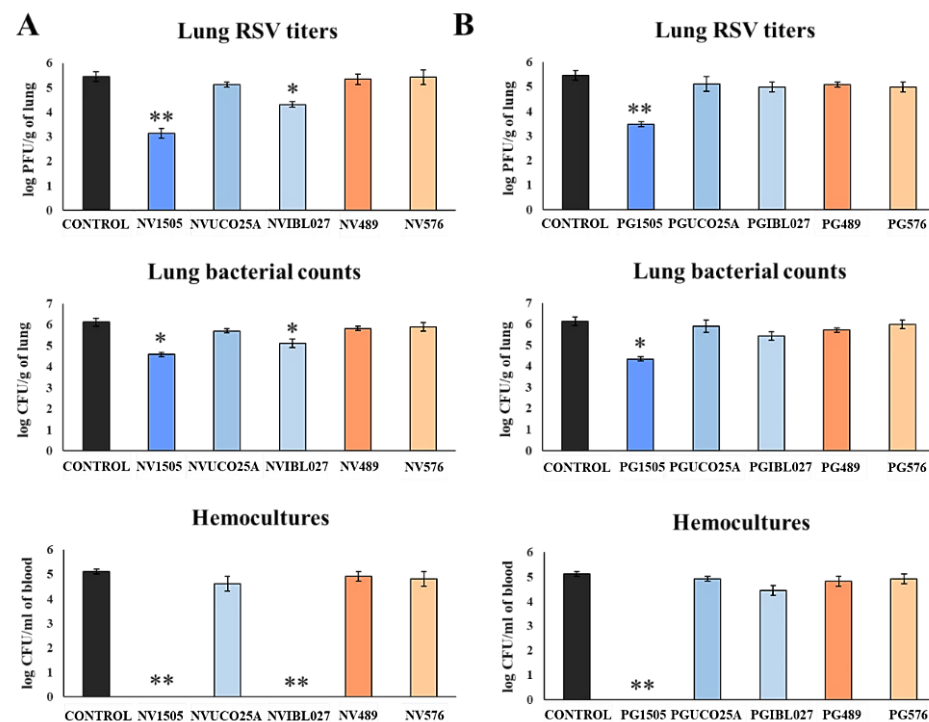 A
Lung RSV titers
log PFU/g of lung
6
5
4
3
2
1
0
**
*
CONTROL NV1505 NVUCO25A NVIBL027 NV489 NV576
Lung bacterial counts
log CFU/g of lung
7
6
5
4
3
2
1
0
*
*
CONTROL NV1505 NVUCO25A NVIBL027 NV489 NV576
Hemocultures
log CFU/ml of blood
6
5
4
3
2
1
0
**
**
CONTROL NV1505 NVUCO25A NVIBL027 NV489 NV576
B
Lung RSV titers
log PFU/g of lung
6
5
4
3
2
1
0
**
CONTROL PG1505 PGUCO25A PGIBL027 PG489 PG576
Lung bacterial counts
log CFU/g of lung
7
6
5
4
3
2
1
0
*
CONTROL PG1505 PGUCO25A PGIBL027 PG489 PG576
Hemocultures
log CFU/ml of blood
6
5
4
3
2
1
0
**
CONTROL PG1505 PGUCO25A PGIBL027 PG489 PG576